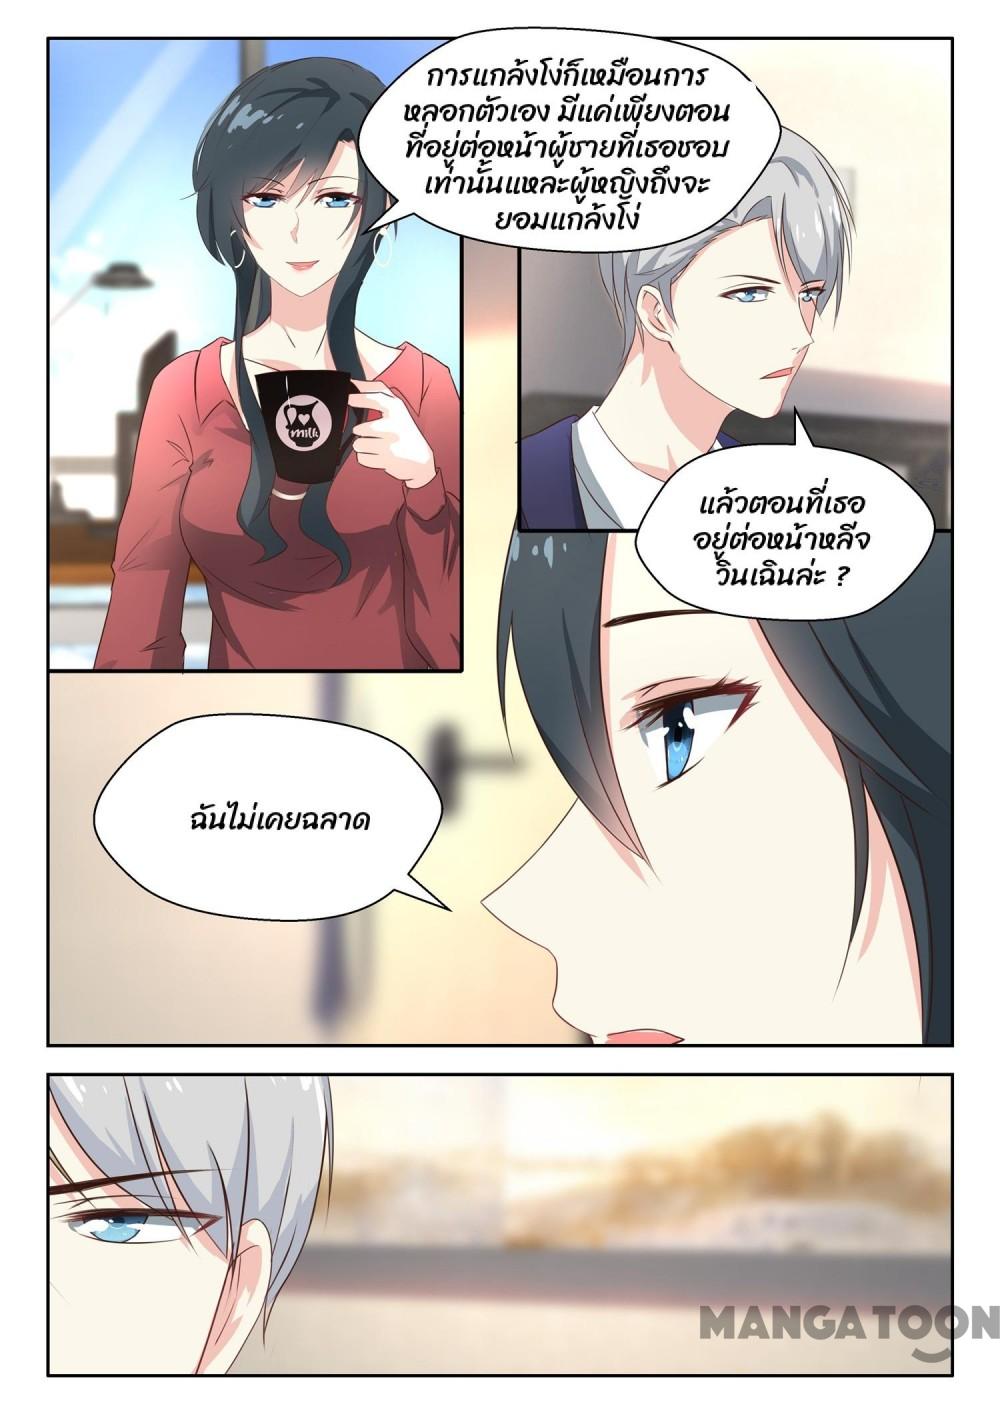 การแกล้งโง่ก็เหมือนการ
หลอกตัวเอง มีแค่เพียงตอน
ที่อยู่ต่อหน้าผู้ชายที่เธอชอบ
เท่านั้นแหละผู้หญิงถึงจะ
ยอมแกล้งโง่
milk
แล้วตอนที่เธอ
อยู่ต่อหน้าหลีจ
วินเฉินล่ะ ?
ฉันไม่เคยฉลาด
MANGATOON